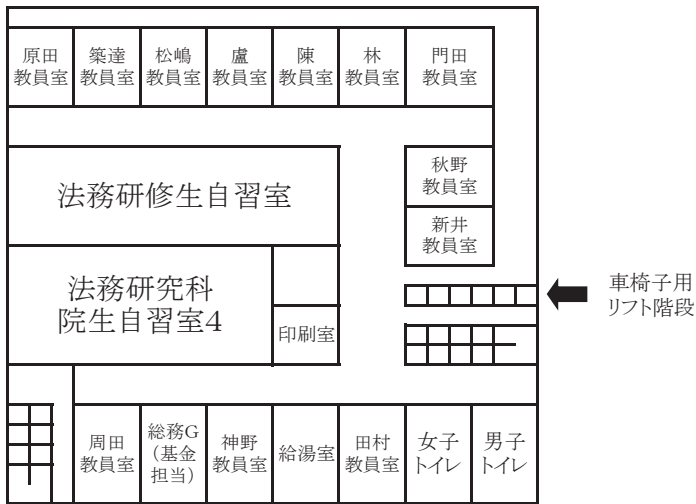 原田
教員室
築達
教員室
松嶋
教員室
盧
教員室
陳
教員室
林
教員室
門田
教員室
秋野
教員室
法務研修生自習室
新井
教員室
法務研究科
院生自習室4
印刷室
車椅子用
リフト階段
周田
教員室
総務G
（基金
担当）
神野
教員室
給湯室
田村
教員室
女子
トイレ
男子
トイレ